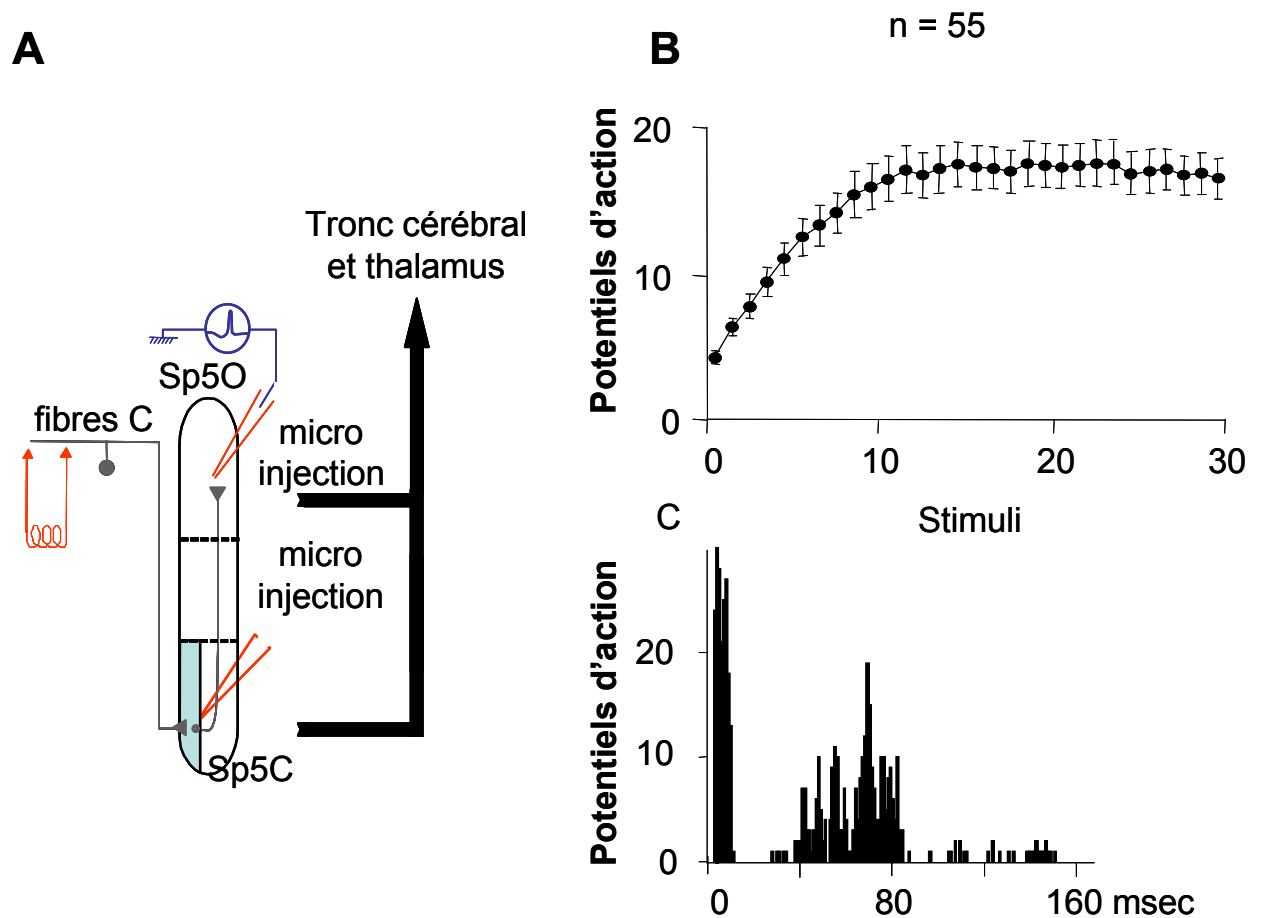 A
Tronc cérébral
et thalamus
Sp5O
fibres C
micro
injection
micro
injection
Sp5C
B
n = 55
Potentiels d’action
20
10
0
0 10 20 30
Stimuli
C
Potentiels d’action
20
10
0
0 80 160 msec